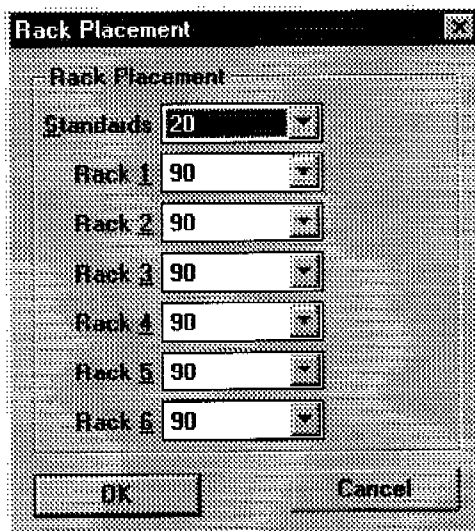 Rack Placement
Rack Placement
Standards 20
Rack 1 90
Rack 2 90
Rack 3 90
Rack 4 90
Rack 5 90
Rack 6 90
OK Cancel